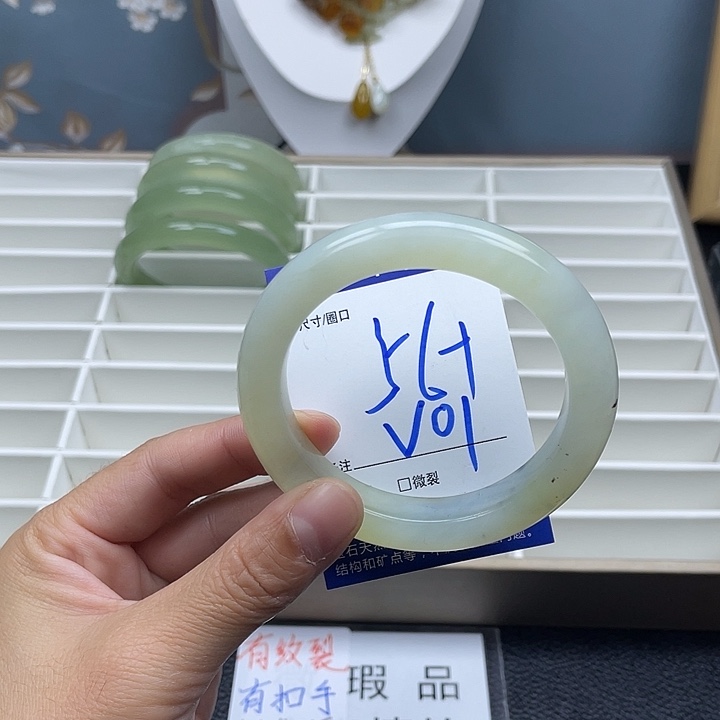 尺寸/圈口
56+
V01
注
□微裂
结构和矿点等
有纹裂
瑕品
有扣手